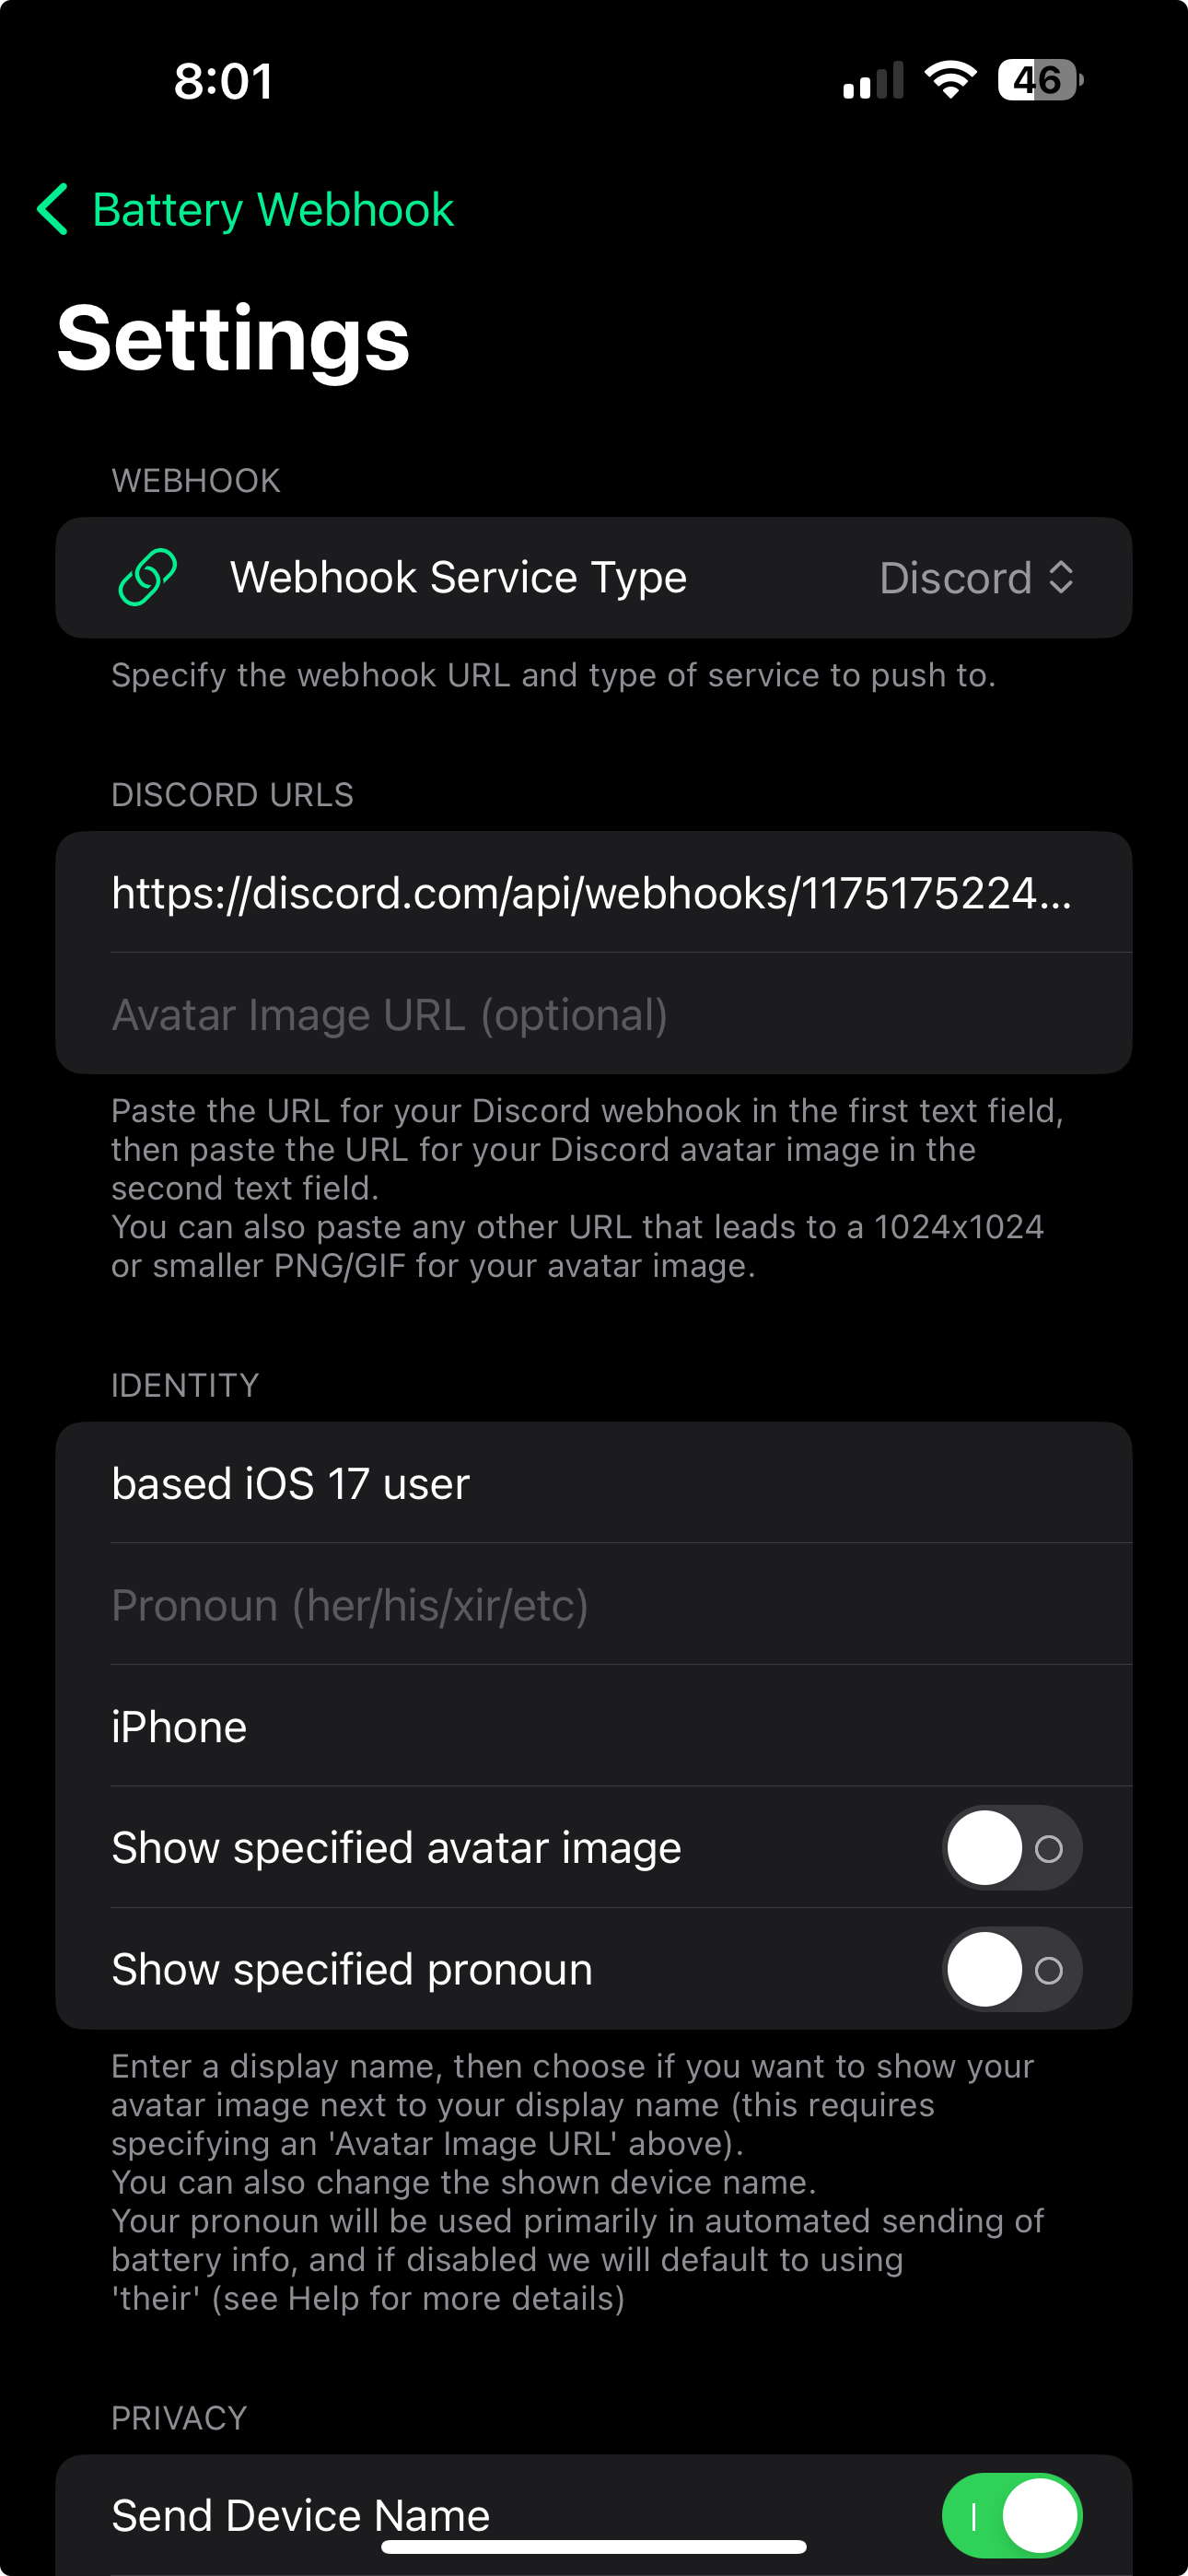 8:01
46
Battery Webhook
Settings
WEBHOOK
Webhook Service Type
Discord
Specify the webhook URL and type of service to push to.
DISCORD URLS
https://discord.com/api/webhooks/1175175224...
Avatar Image URL (optional)
Paste the URL for your Discord webhook in the first text field,
then paste the URL for your Discord avatar image in the
second text field.
You can also paste any other URL that leads to a 1024x1024
or smaller PNG/GIF for your avatar image.
IDENTITY
based iOS 17 user
Pronoun (her/his/xir/etc)
iPhone
Show specified avatar image
Show specified pronoun
Enter a display name, then choose if you want to show your
avatar image next to your display name (this requires
specifying an 'Avatar Image URL' above).
You can also change the shown device name.
Your pronoun will be used primarily in automated sending of
battery info, and if disabled we will default to using
'their' (see Help for more details)
PRIVACY
Send Device Name